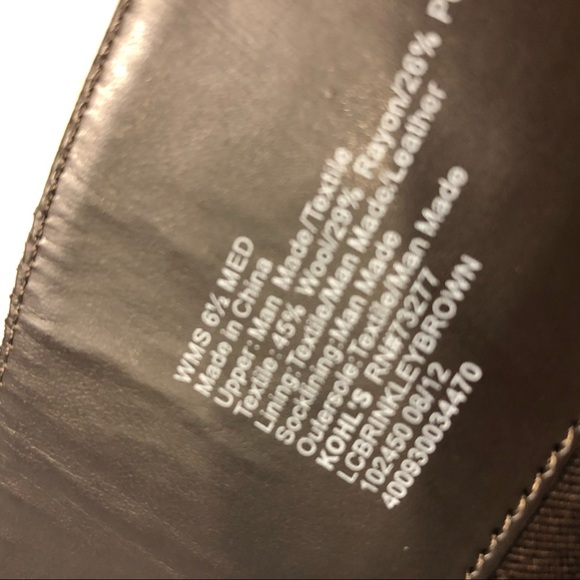 WMS 6½ MED
Made in China
Upper: Man Made/Textile
Textile: 45% Wool/29% Rayon/26%
Lining:Textile/Man Made/Leather
Socklining:Man Made
Outersole:Textile/Man Made
KOHL'S RN#73277
LCBRINKLEYBROWN
102450 08/12
400930034470